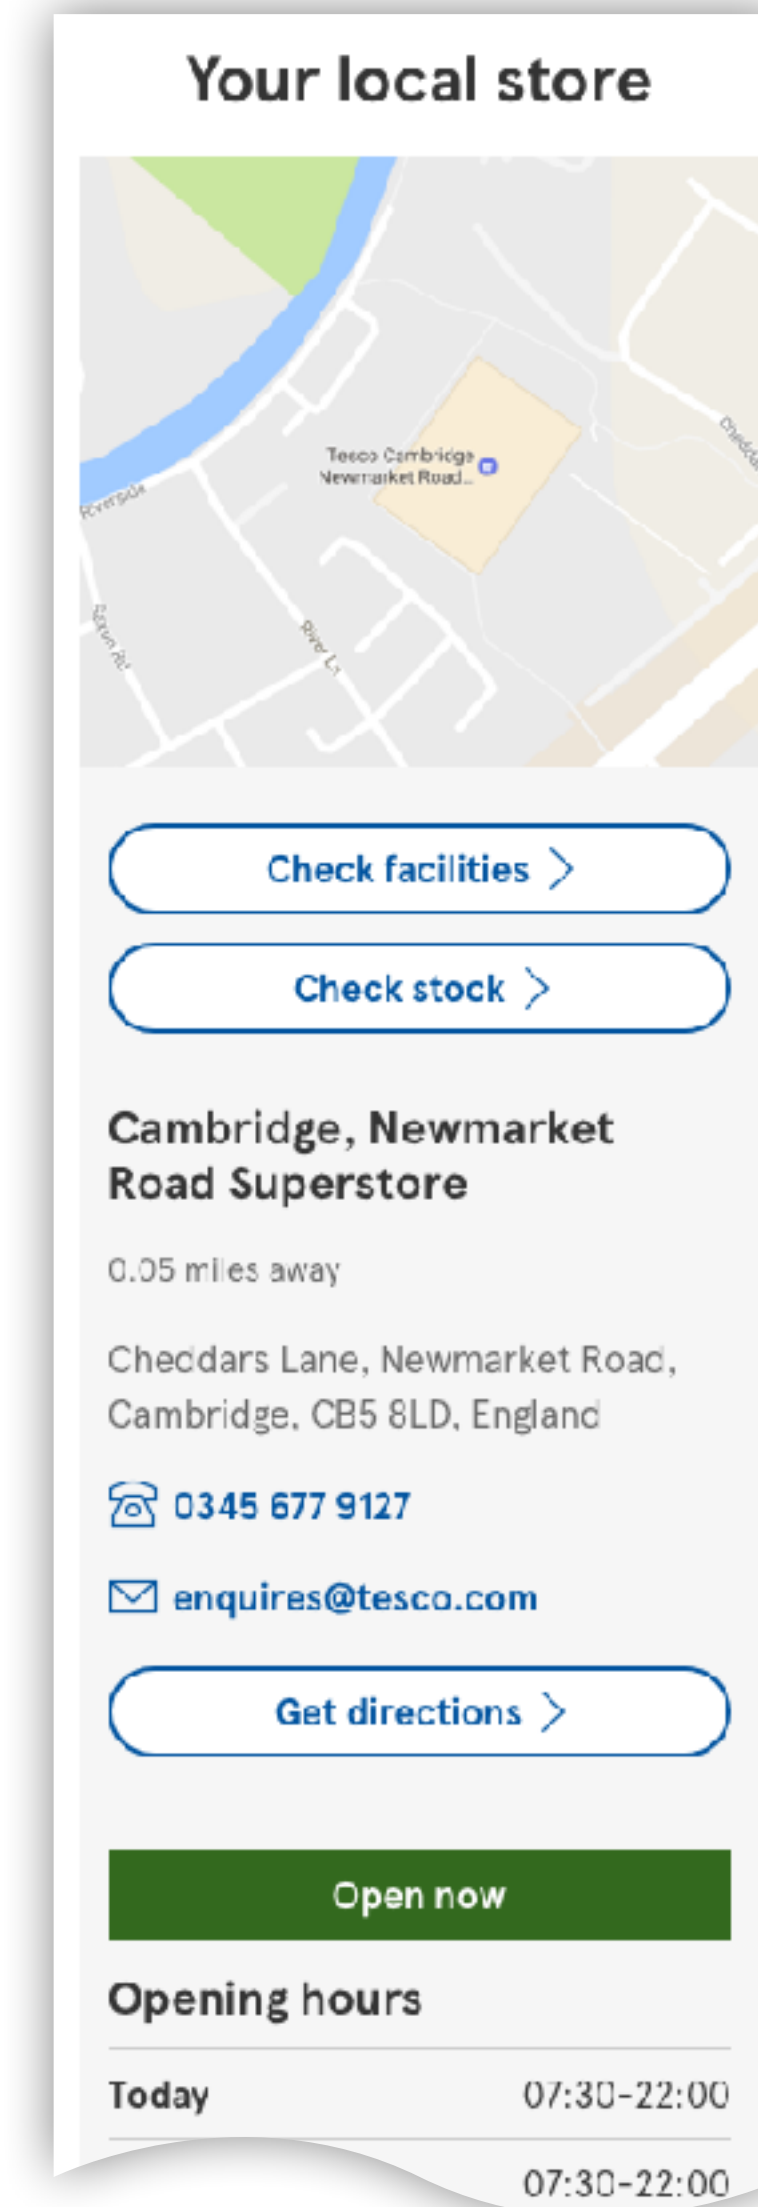 Your local store
Tesco Cambridge
Newmarket Road...
Riverside
Saxon Rd
River Ln
Check facilities
Check stock
Cambridge, Newmarket
Road Superstore
0.05 miles away
Cheddars Lane, Newmarket Road,
Cambridge, CB5 8LD, England
0345 677 9127
enquires@tesco.com
Get directions
Open now
Opening hours
Today 07:30-22:00
07:30-22:00